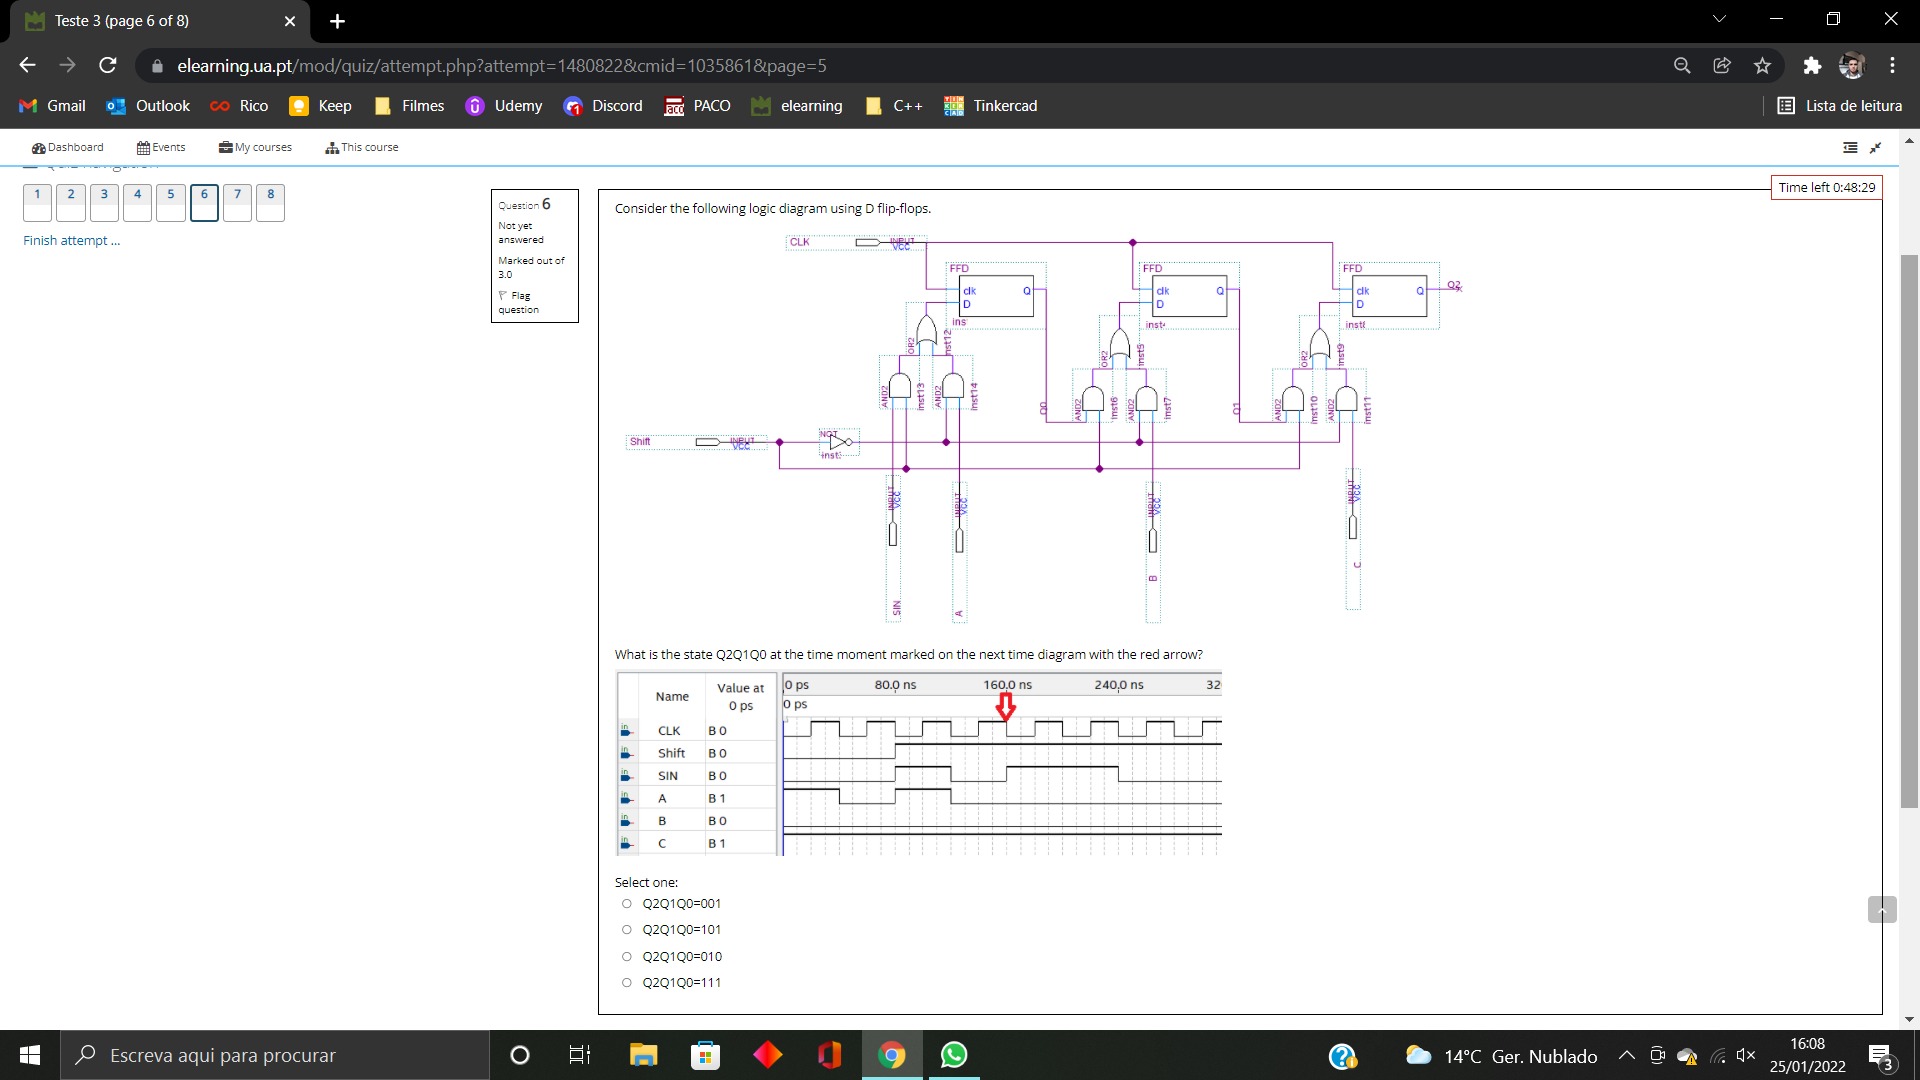 Teste 3 (page 6 of 8)
elearning.ua.pt/mod/quiz/attempt.php?attempt=1480822&cmid=1035861&page=5
Gmail Outlook Rico Keep Filmes Udemy Discord PACO elearning C++ Tinkercad Lista de leitura
Dashboard Events My courses This course
1 2 3 4 5 6 7 8
Finish attempt ...
Time left 0:48:29
Question 6
Not yet answered
Marked out of 3.0
Flag question
Consider the following logic diagram using D flip-flops.
CLK INPUT VCC
FFD FFD FFD
clk Q clk Q clk Q Q2
D D D
OR2 inst12 OR2 inst5 OR2 inst9
AND2 inst13 AND2 inst14 Q0 AND2 inst6 AND2 inst7 Q1 AND2 inst10 AND2 inst11
Shift INPUT VCC NOT
INPUT VCC INPUT VCC INPUT VCC INPUT VCC
SIN A B C
What is the state Q2Q1Q0 at the time moment marked on the next time diagram with the red arrow?
Name Value at 0 ps
0 ps 80.0 ns 160.0 ns 240.0 ns 32
0 ps
CLK B 0
Shift B 0
SIN B 0
A B 1
B B 0
C B 1
Select one:
Q2Q1Q0=001
Q2Q1Q0=101
Q2Q1Q0=010
Q2Q1Q0=111
Escreva aqui para procurar
14°C Ger. Nublado
16:08
25/01/2022
3